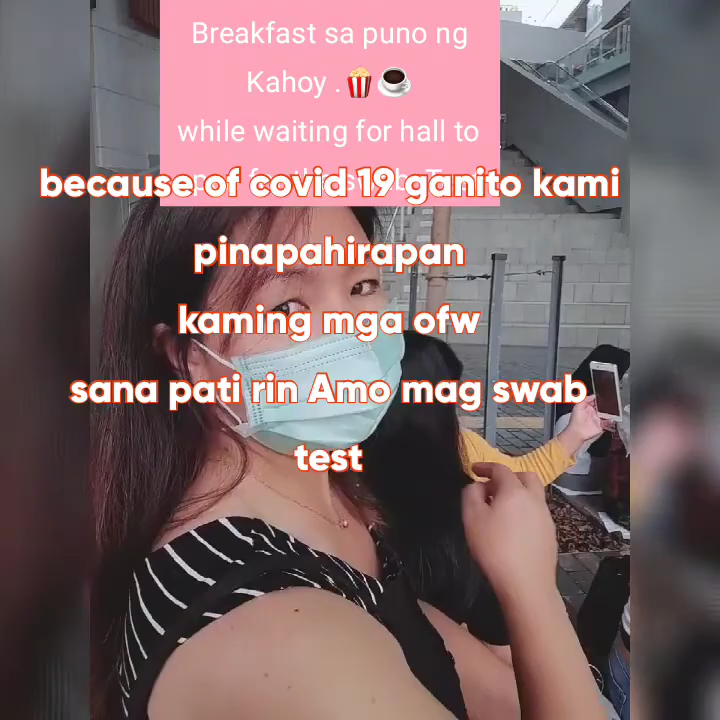 Breakfast sa puno ng
Kahoy .🍿☕
while waiting for hall to
because of covid 19 ganito kami
pinapahirapan
kaming mga ofw
sana pati rin Amo mag swab
test